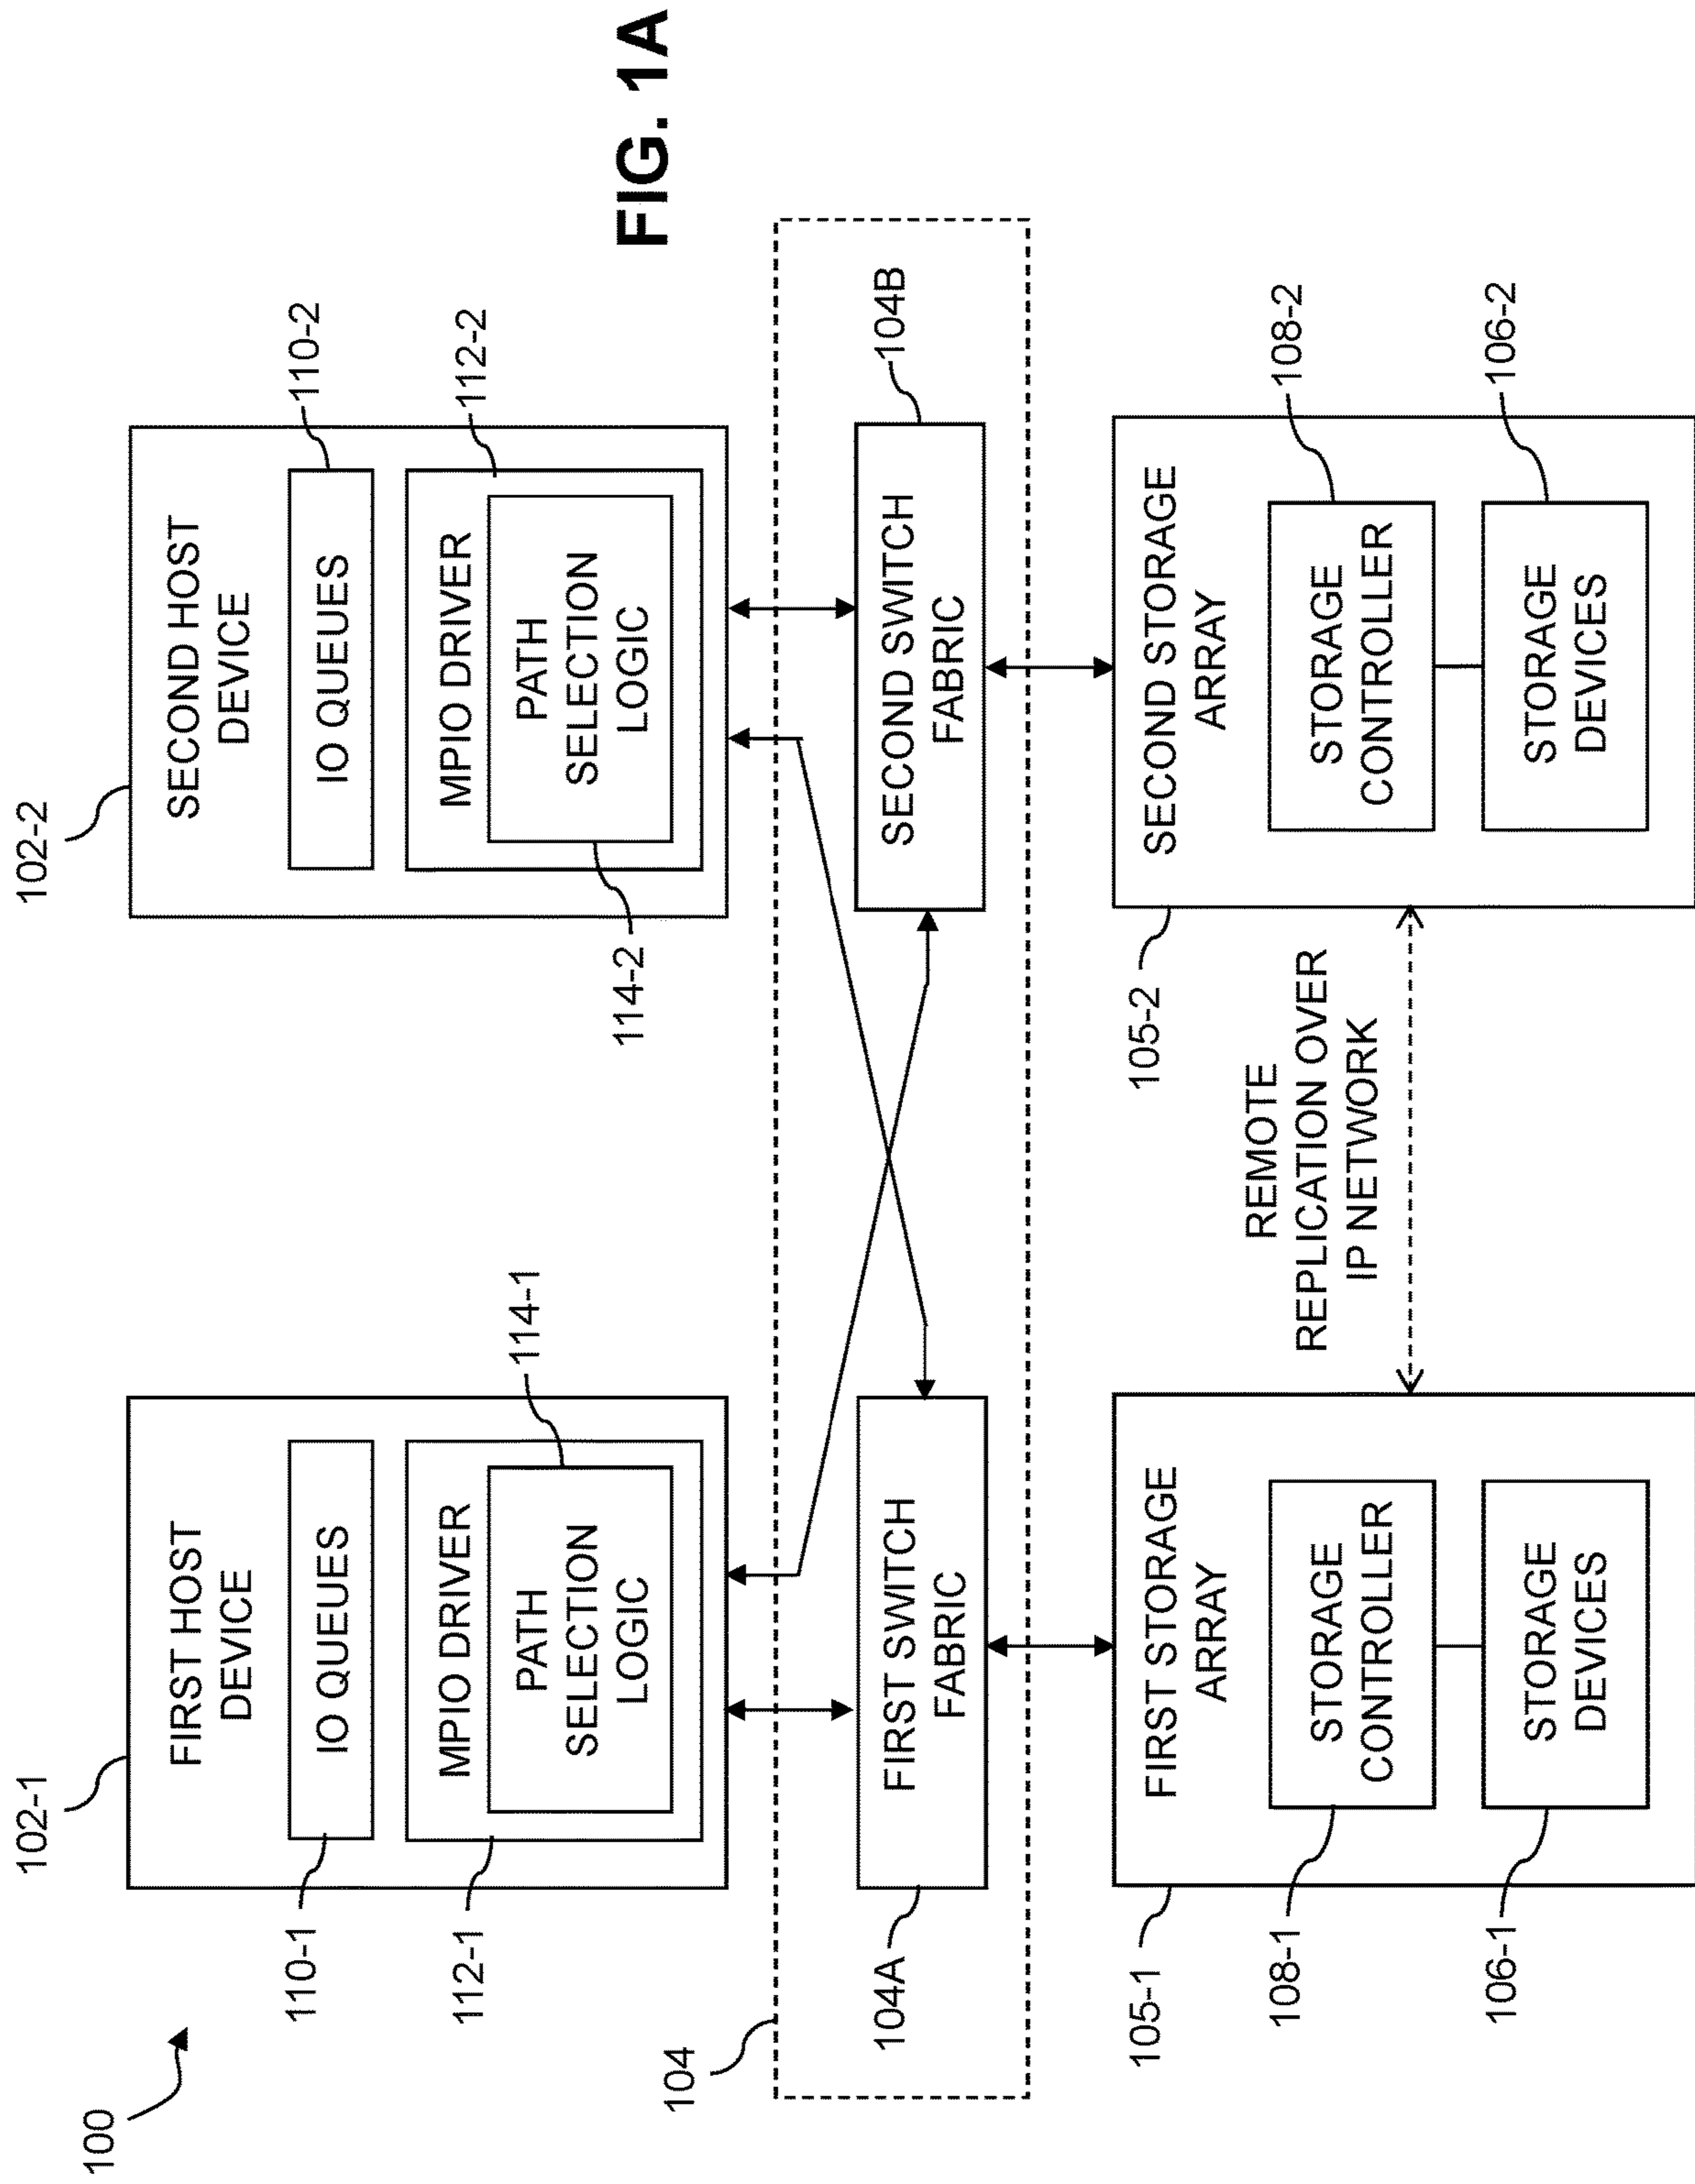 100
102-1
FIRST HOST
DEVICE
110-1
IO QUEUES
112-1
MPIO DRIVER
PATH
SELECTION
LOGIC
114-1
102-2
SECOND HOST
DEVICE
IO QUEUES
110-2
MPIO DRIVER
112-2
PATH
SELECTION
LOGIC
114-2
FIG. 1A
104
104A
FIRST SWITCH
FABRIC
SECOND SWITCH
FABRIC
104B
105-1
FIRST STORAGE
ARRAY
108-1
STORAGE
CONTROLLER
106-1
STORAGE
DEVICES
REMOTE
REPLICATION OVER
IP NETWORK
105-2
SECOND STORAGE
ARRAY
STORAGE
CONTROLLER
108-2
STORAGE
DEVICES
106-2